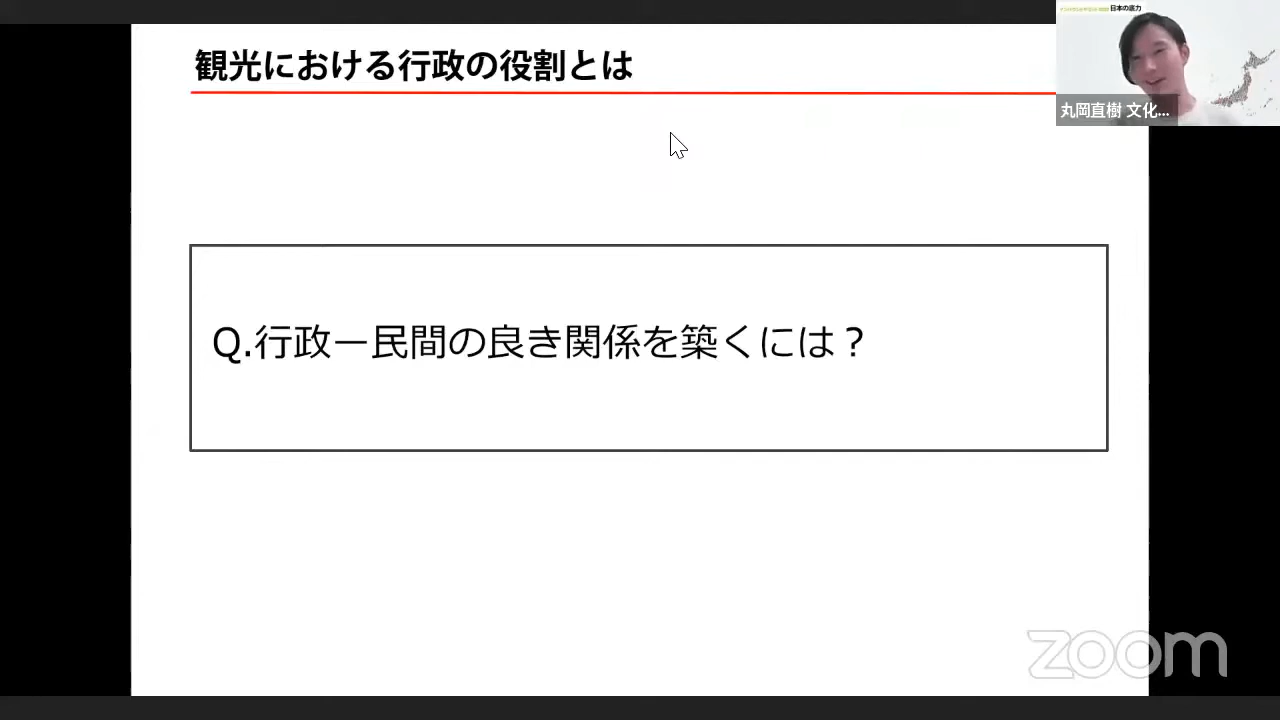 観光における行政の役割とは
日本の底力
丸岡直樹 文化...
Q.行政ー民間の良き関係を築くには？
zoom